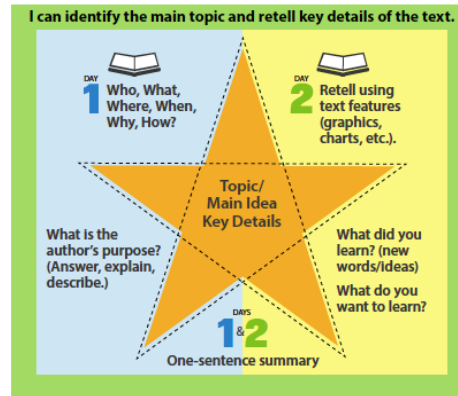 I can identify the main topic and retell key details of the text.
DAY
1
Who, What,
Where, When,
Why, How?
DAY
2
Retell using
text features
(graphics,
charts, etc.).
Topic/
Main Idea
Key Details
What is the
author's purpose?
(Answer, explain,
describe.)
What did you
learn? (new
words/ideas)
What do you
want to learn?
DAYS
1&2
One-sentence summary